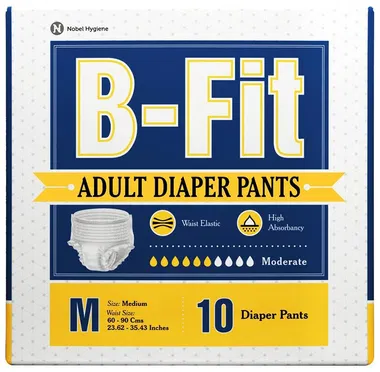 Nobel Hygiene
B-Fit
ADULT DIAPER PANTS
Waist Elastic
High Absorbancy
Moderate
M
Size: Medium
Waist Size:
60 - 90 Cms
23.62 - 35.43 Inches
10 Diaper Pants